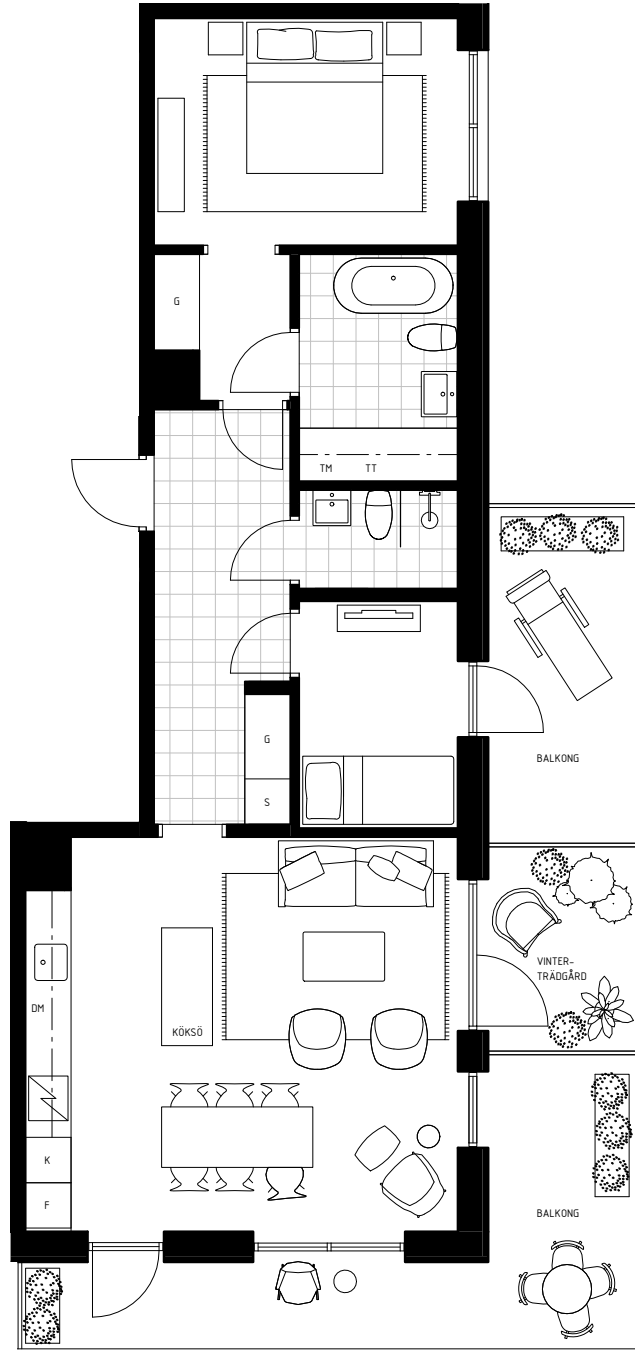 G
TM TT
G
S
BALKONG
VINTER-
TRÄDGÅRD
DM
KÖKSÖ
K
F
BALKONG